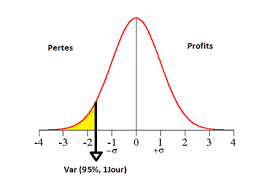 Pertes Profits
-4 -3 -2 -1 0 1 2 3 4
-σ +σ
Var (95%, 1Jour)